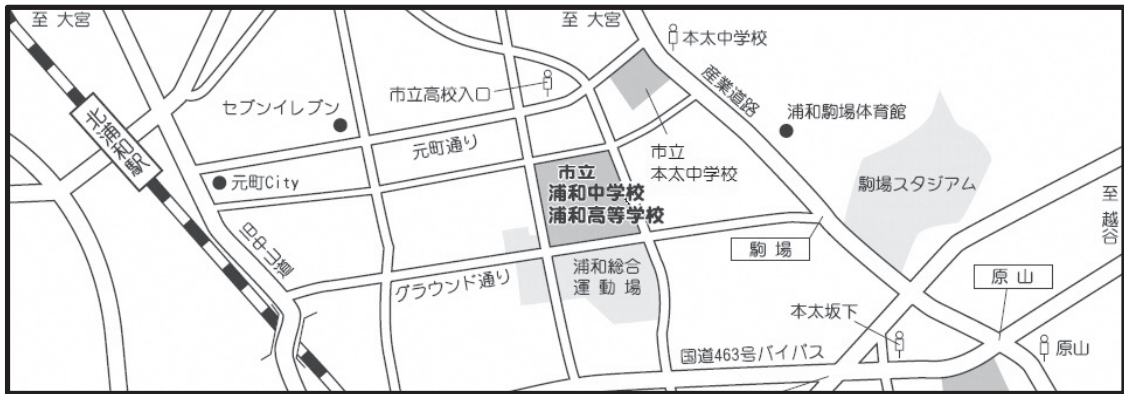 至 大宮
至 大宮
本太中学校
産業道路
市立高校入口
セブンイレブン
浦和駒場体育館
北浦和駅
元町通り
市立
本太中学校
市立
浦和中学校
浦和高等学校
元町City
駒場スタジアム
至 越谷
旧中山道
駒場
浦和総合
運動場
グラウンド通り
原山
本太坂下
国道463号バイパス
原山